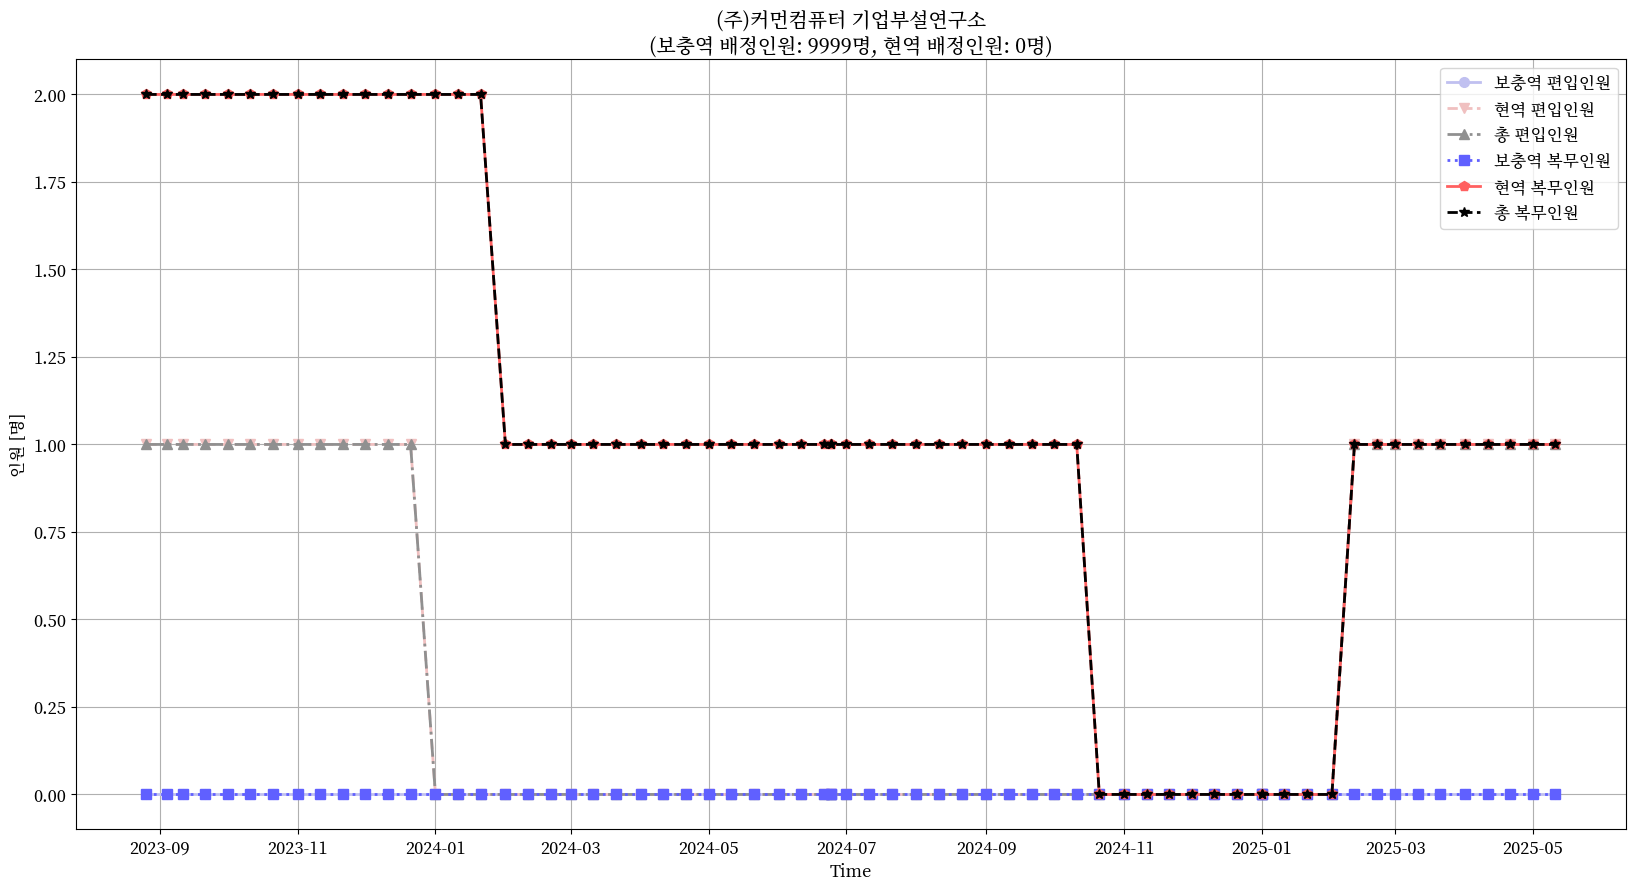 (주)커먼컴퓨터 기업부설연구소
(보충역 배정인원: 9999명, 현역 배정인원: 0명)
보충역 편입인원
현역 편입인원
총 편입인원
보충역 복무인원
현역 복무인원
총 복무인원
인원 [명]
2.00
1.75
1.50
1.25
1.00
0.75
0.50
0.25
0.00
2023-09
2023-11
2024-01
2024-03
2024-05
2024-07
2024-09
2024-11
2025-01
2025-03
2025-05
Time